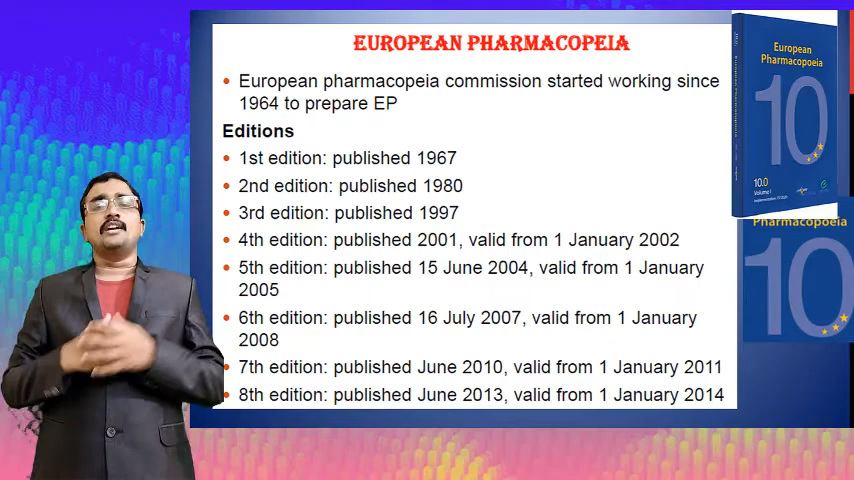 EUROPEAN PHARMACOPEIA
• European pharmacopeia commission started working since
1964 to prepare EP
Editions
• 1st edition: published 1967
• 2nd edition: published 1980
• 3rd edition: published 1997
• 4th edition: published 2001, valid from 1 January 2002
• 5th edition: published 15 June 2004, valid from 1 January
2005
• 6th edition: published 16 July 2007, valid from 1 January
2008
• 7th edition: published June 2010, valid from 1 January 2011
• 8th edition: published June 2013, valid from 1 January 2014
European
Pharmacopoeia
10
10.0
Volume I
Pharmacopoeia
10